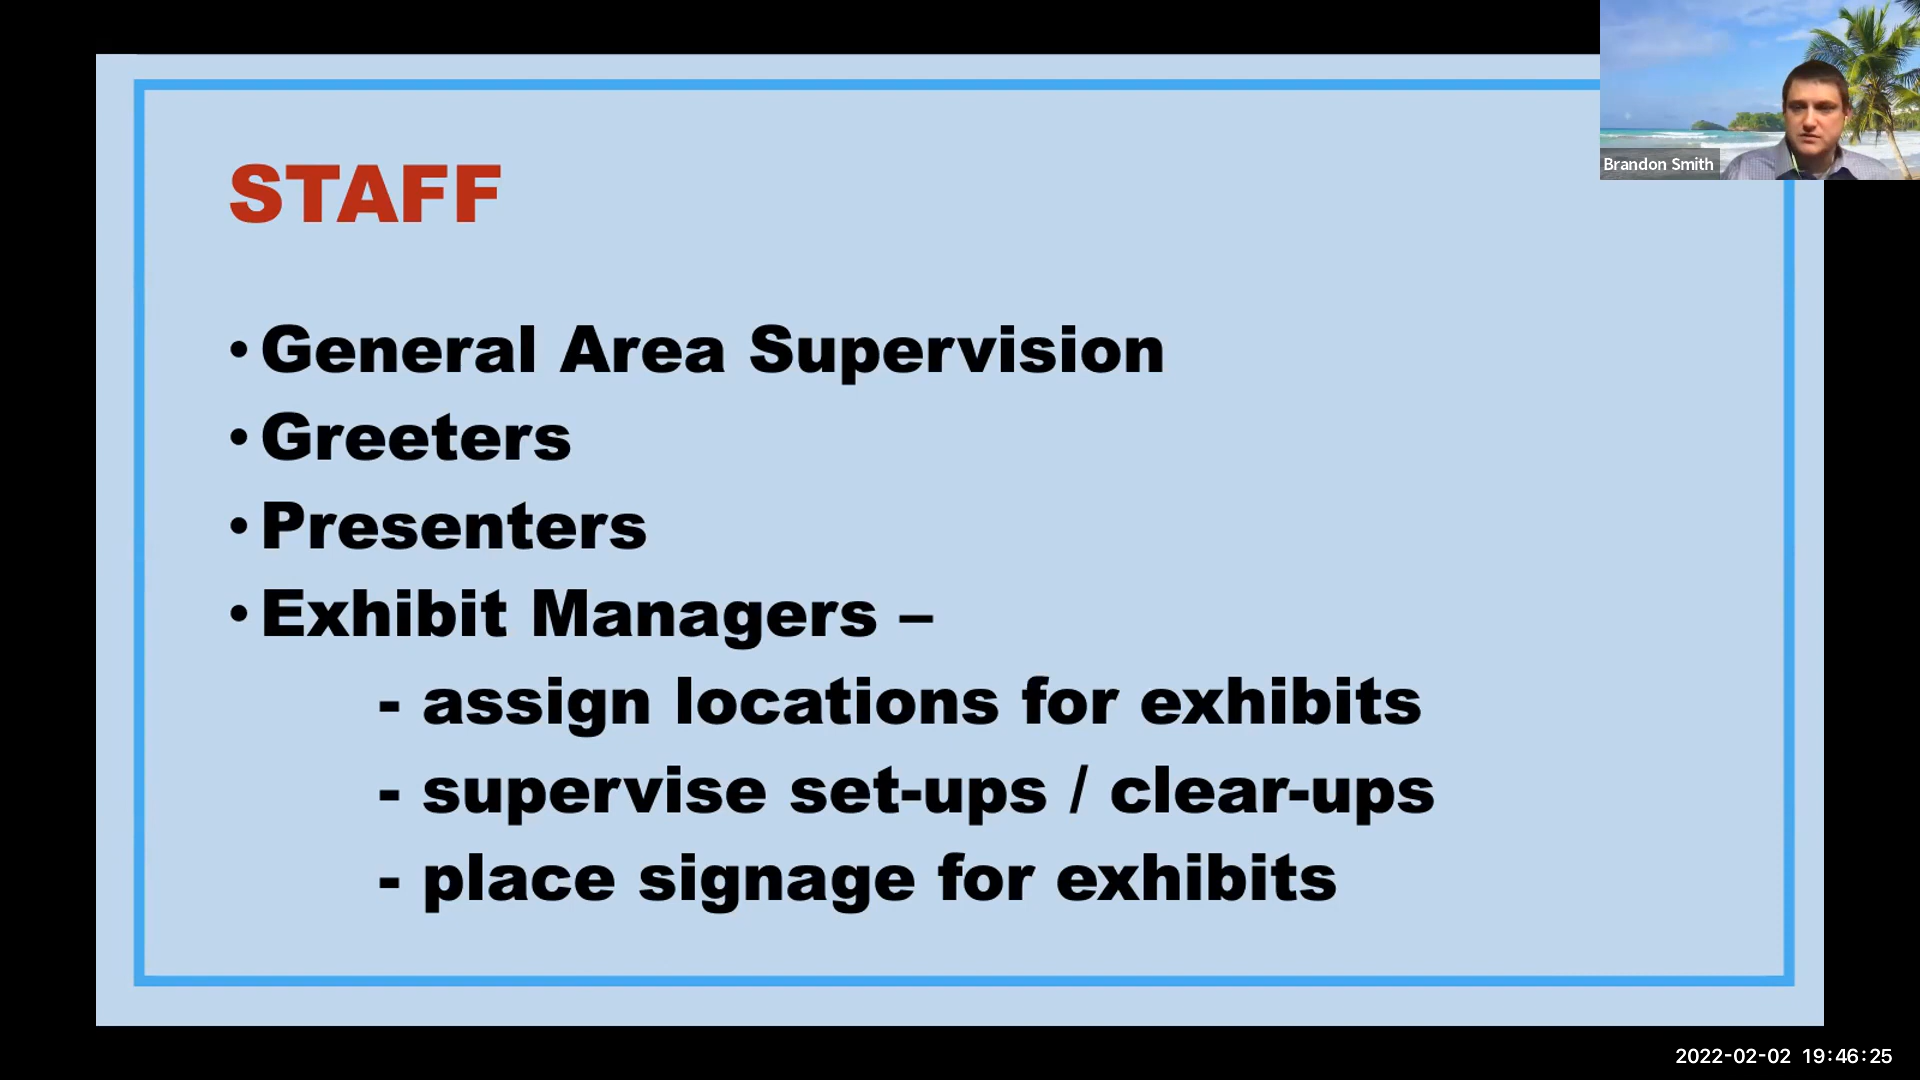 STAFF
• General Area Supervision
• Greeters
• Presenters
• Exhibit Managers –
- assign locations for exhibits
- supervise set-ups / clear-ups
- place signage for exhibits
Brandon Smith
2022-02-02 19:46:25